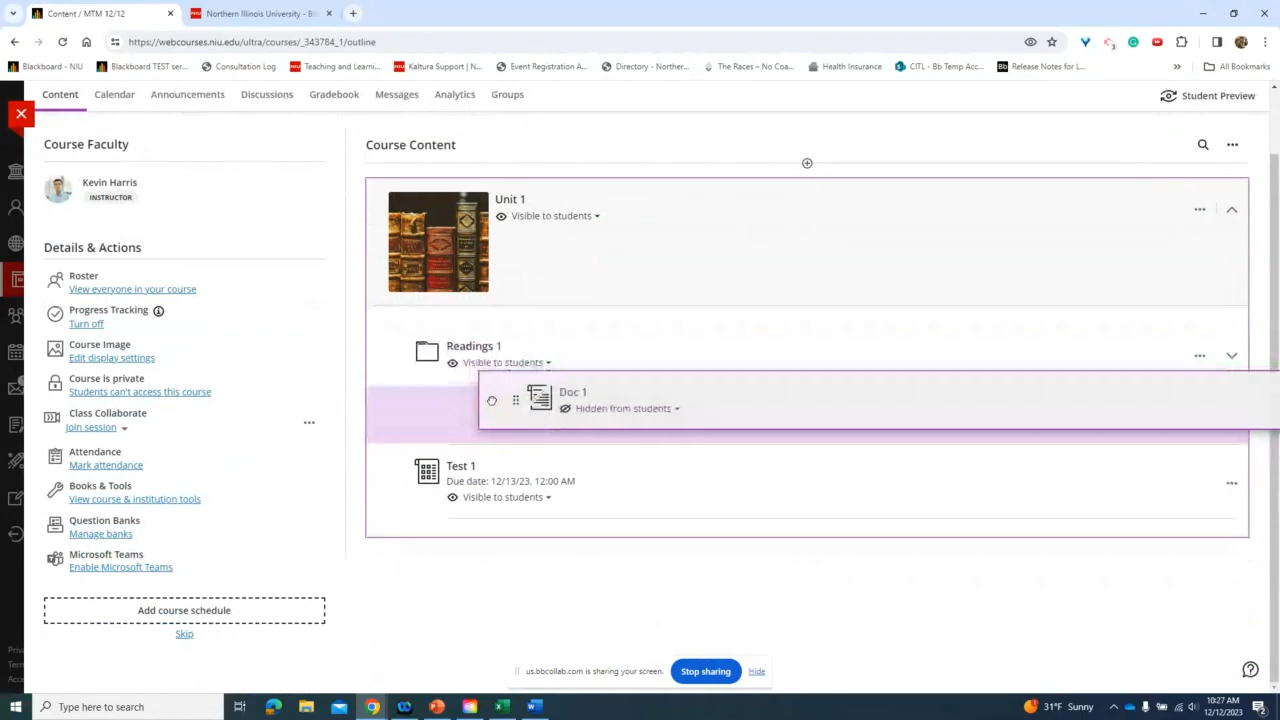 Content / MTM 12/12
Northern Illinois University - Bl
https://webcourses.niu.edu/ultra/courses/_343784_1/outline
Blackboard - NIU
Blackboard TEST ser...
Consultation Log
Teaching and Learni...
Kaltura Support | N...
Event Registration A...
Directory - Norther...
The Races ~ No Coa...
Health Insurance
CITL - Bb Temp Acc...
Release Notes for L...
All Bookmarks
Content
Calendar
Announcements
Discussions
Gradebook
Messages
Analytics
Groups
Student Preview
Course Faculty
Kevin Harris
INSTRUCTOR
Details & Actions
Roster
View everyone in your course
Progress Tracking
Turn off
Course Image
Edit display settings
Course is private
Students can't access this course
Class Collaborate
Join session
Attendance
Mark attendance
Books & Tools
View course & institution tools
Question Banks
Manage banks
Microsoft Teams
Enable Microsoft Teams
Add course schedule
Skip
Priva
Term
Acce
Course Content
Unit 1
Visible to students
Readings 1
Visible to students
Doc 1
Hidden from students
Test 1
Due date: 12/13/23, 12:00 AM
Visible to students
us.bbcollab.com is sharing your screen.
Stop sharing
Hide
Type here to search
31°F Sunny
10:27 AM
12/12/2023